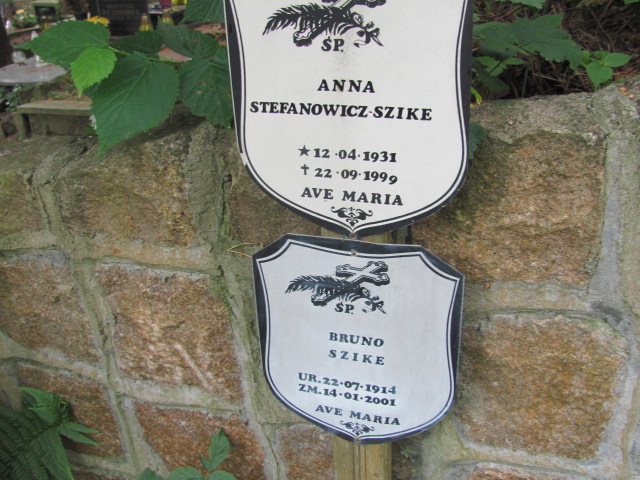 ŚP.
ANNA
STEFANOWICZ-SZIKE
★ 12·04·1931
† 22·09·1999
AVE MARIA
ŚP.
BRUNO
SZIKE
UR.22·07·1914
ZM.14·01·2001
AVE MARIA